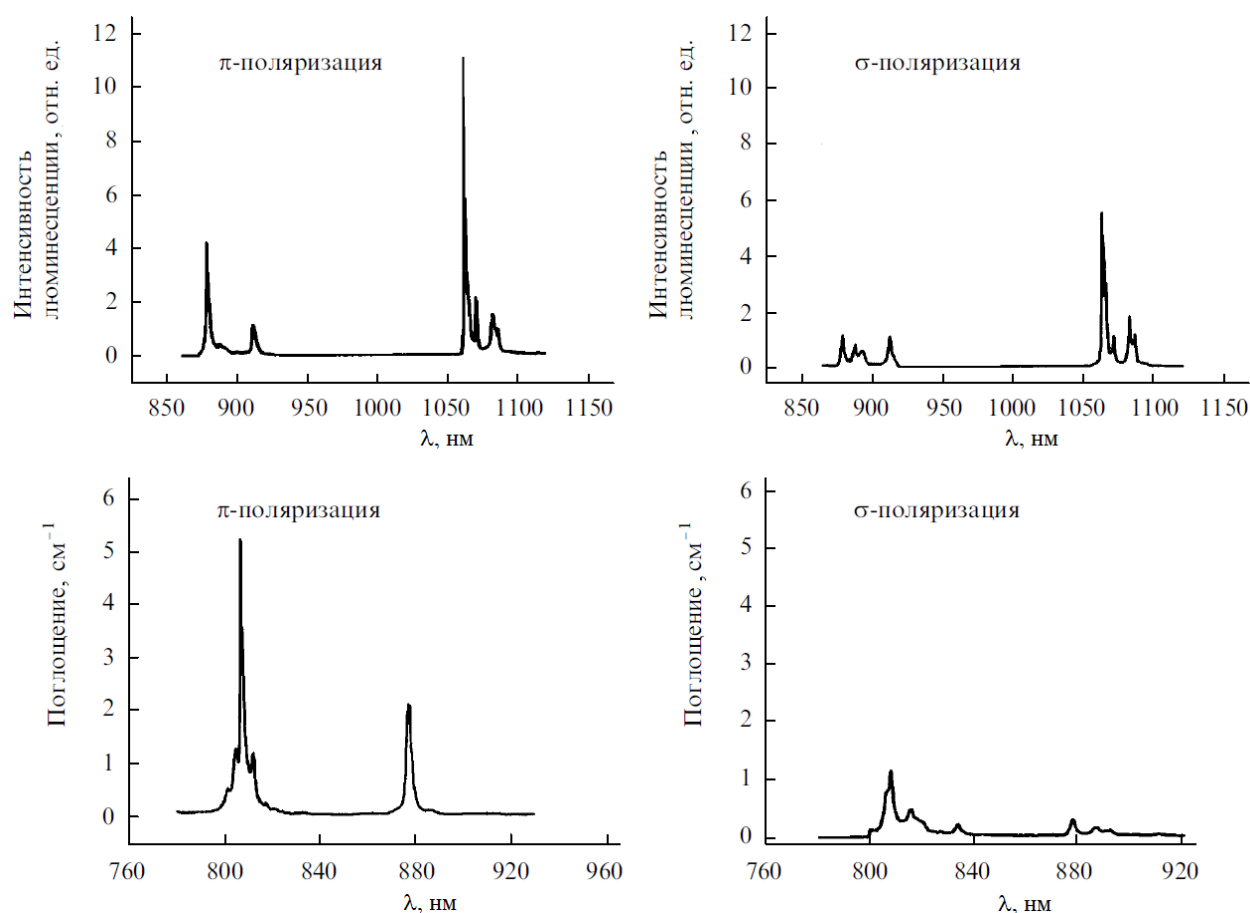 Интенсивность
люминесценции, отн. ед.
12
10
8
6
4
2
0
π-поляризация
850 900 950 1000 1050 1100 1150
λ, нм
Интенсивность
люминесценции, отн. ед.
12
10
8
6
4
2
0
σ-поляризация
850 900 950 1000 1050 1100 1150
λ, нм
Поглощение, см⁻¹
6
5
4
3
2
1
0
π-поляризация
760 800 840 880 920 960
λ, нм
Поглощение, см⁻¹
6
5
4
3
2
1
0
σ-поляризация
760 800 840 880 920
λ, нм